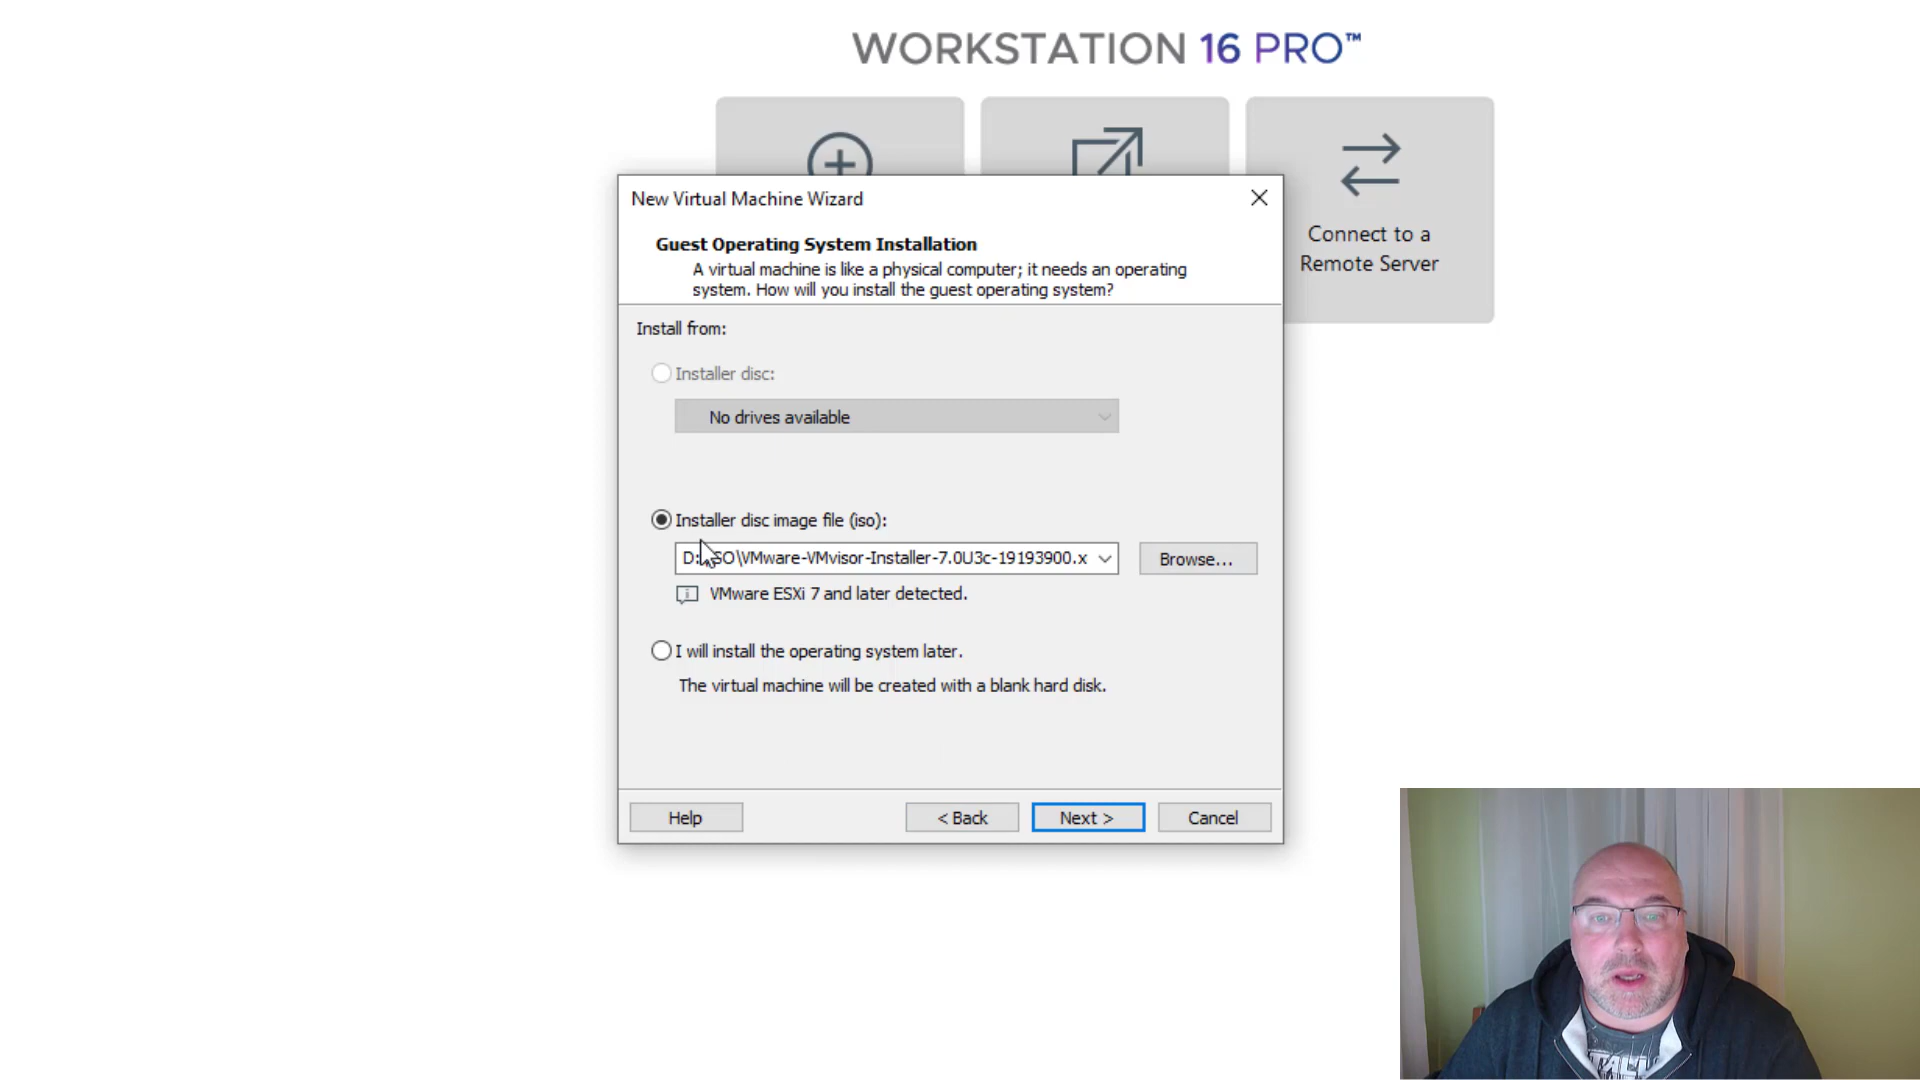 WORKSTATION 16 PRO™
Connect to a
Remote Server
New Virtual Machine Wizard
Guest Operating System Installation
A virtual machine is like a physical computer; it needs an operating
system. How will you install the guest operating system?
Install from:
Installer disc:
No drives available
Installer disc image file (iso):
D: SO\VMware-VMvisor-Installer-7.0U3c-19193900.x
Browse...
VMware ESXi 7 and later detected.
I will install the operating system later.
The virtual machine will be created with a blank hard disk.
Help
< Back
Next >
Cancel